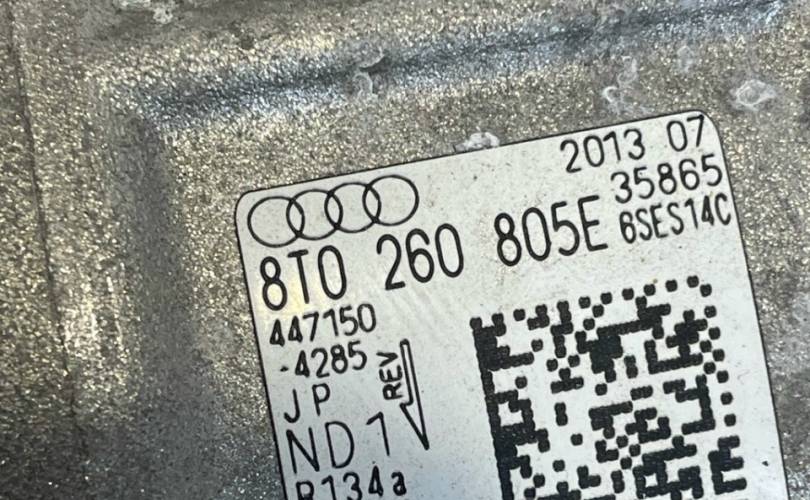 2013 07
35865
8T0 260 805E 6SES14C
447150
-4285
REV
JP
ND1
R134a